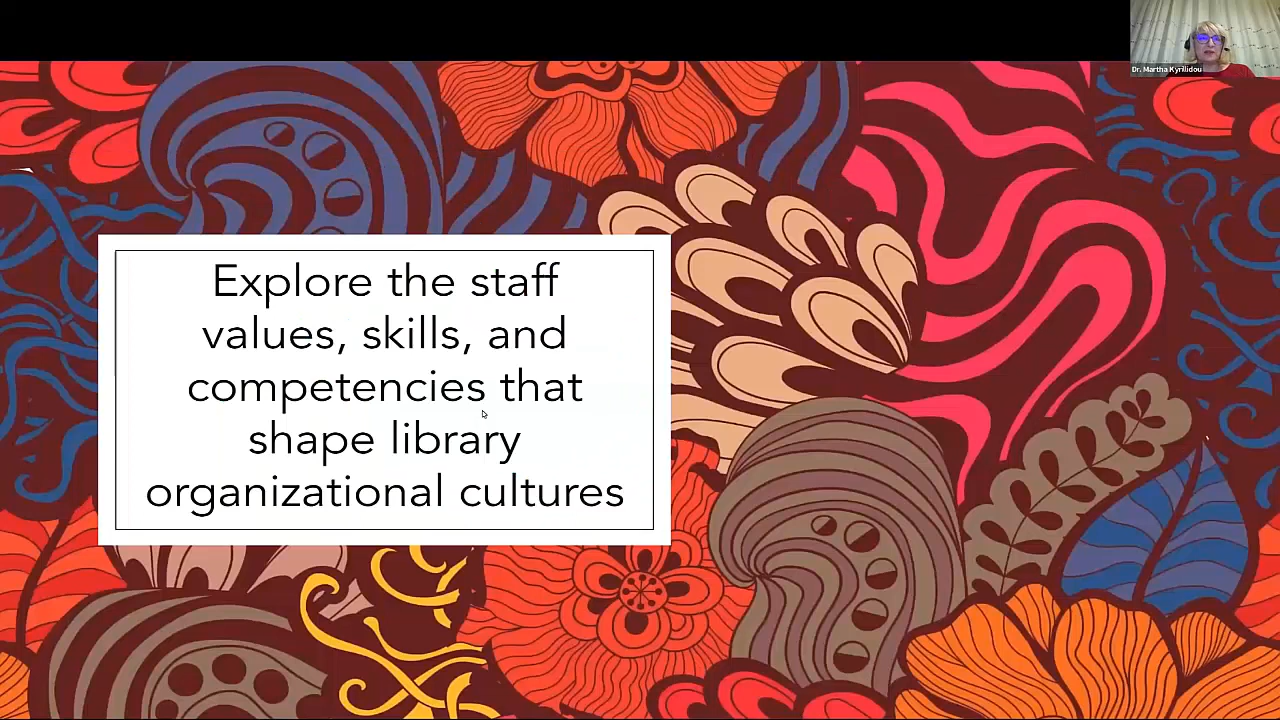 Dr. Martha Kyrillidou
Explore the staff
values, skills, and
competencies that
shape library
organizational cultures